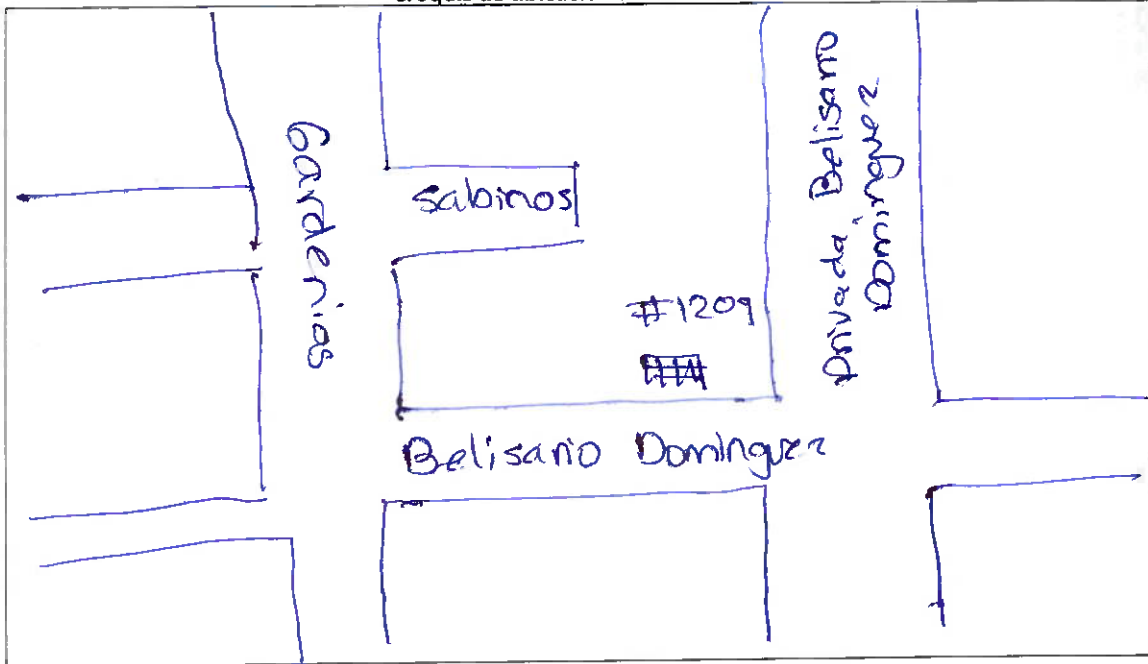 Gardenias
sabinos
#1209
Privada Belisario
Dominguez
Belisario Dominguez